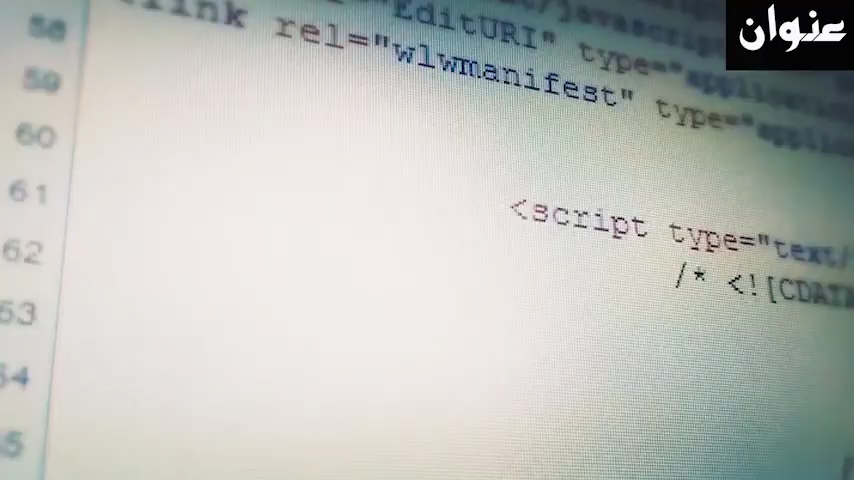 عنوان
58
link rel="EditURI" type="
59
rel="wlwmanifest" type="
60
61
<script type="text/
62
/* <![CDATA
63
64
65